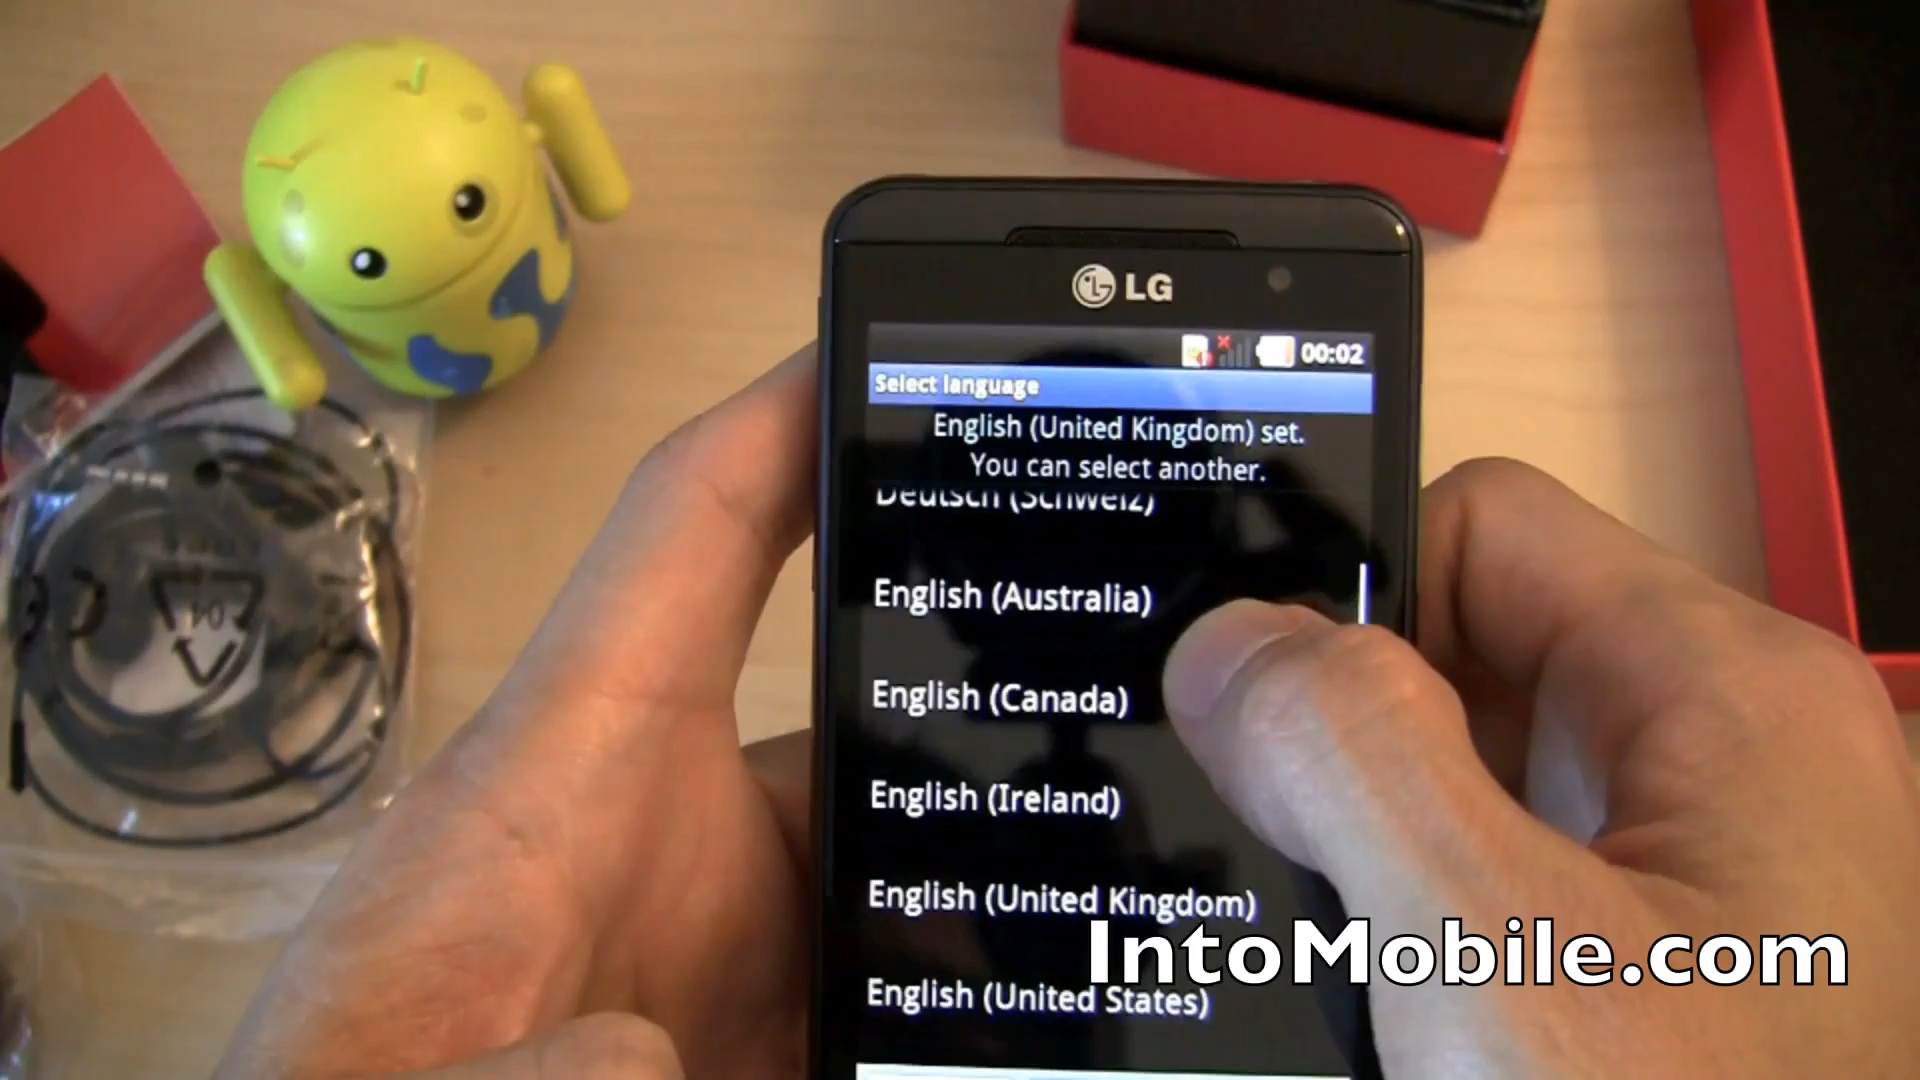 LG
00:02
Select language
English (United Kingdom) set.
You can select another.
Deutsch (Schweiz)
English (Australia)
English (Canada)
English (Ireland)
English (United Kingdom)
English (United States)
IntoMobile.com
04